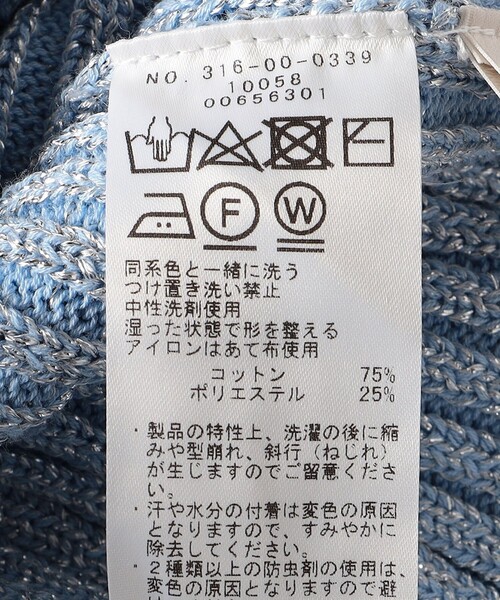 NO. 316-00-0339
10058
00656301
F
W
同系色と一緒に洗う
つけ置き洗い禁止
中性洗剤使用
湿った状態で形を整える
アイロンはあて布使用
コットン 75%
ポリエステル 25%
・製品の特性上、洗濯の後に縮
みや型崩れ、斜行(ねじれ)
が生じますのでご留意くださ
い。
・汗や水分の付着は変色の原因
となりますので、すみやかに
除去してください。
・2種類以上の防虫剤の使用は、
変色の原因となりますので避